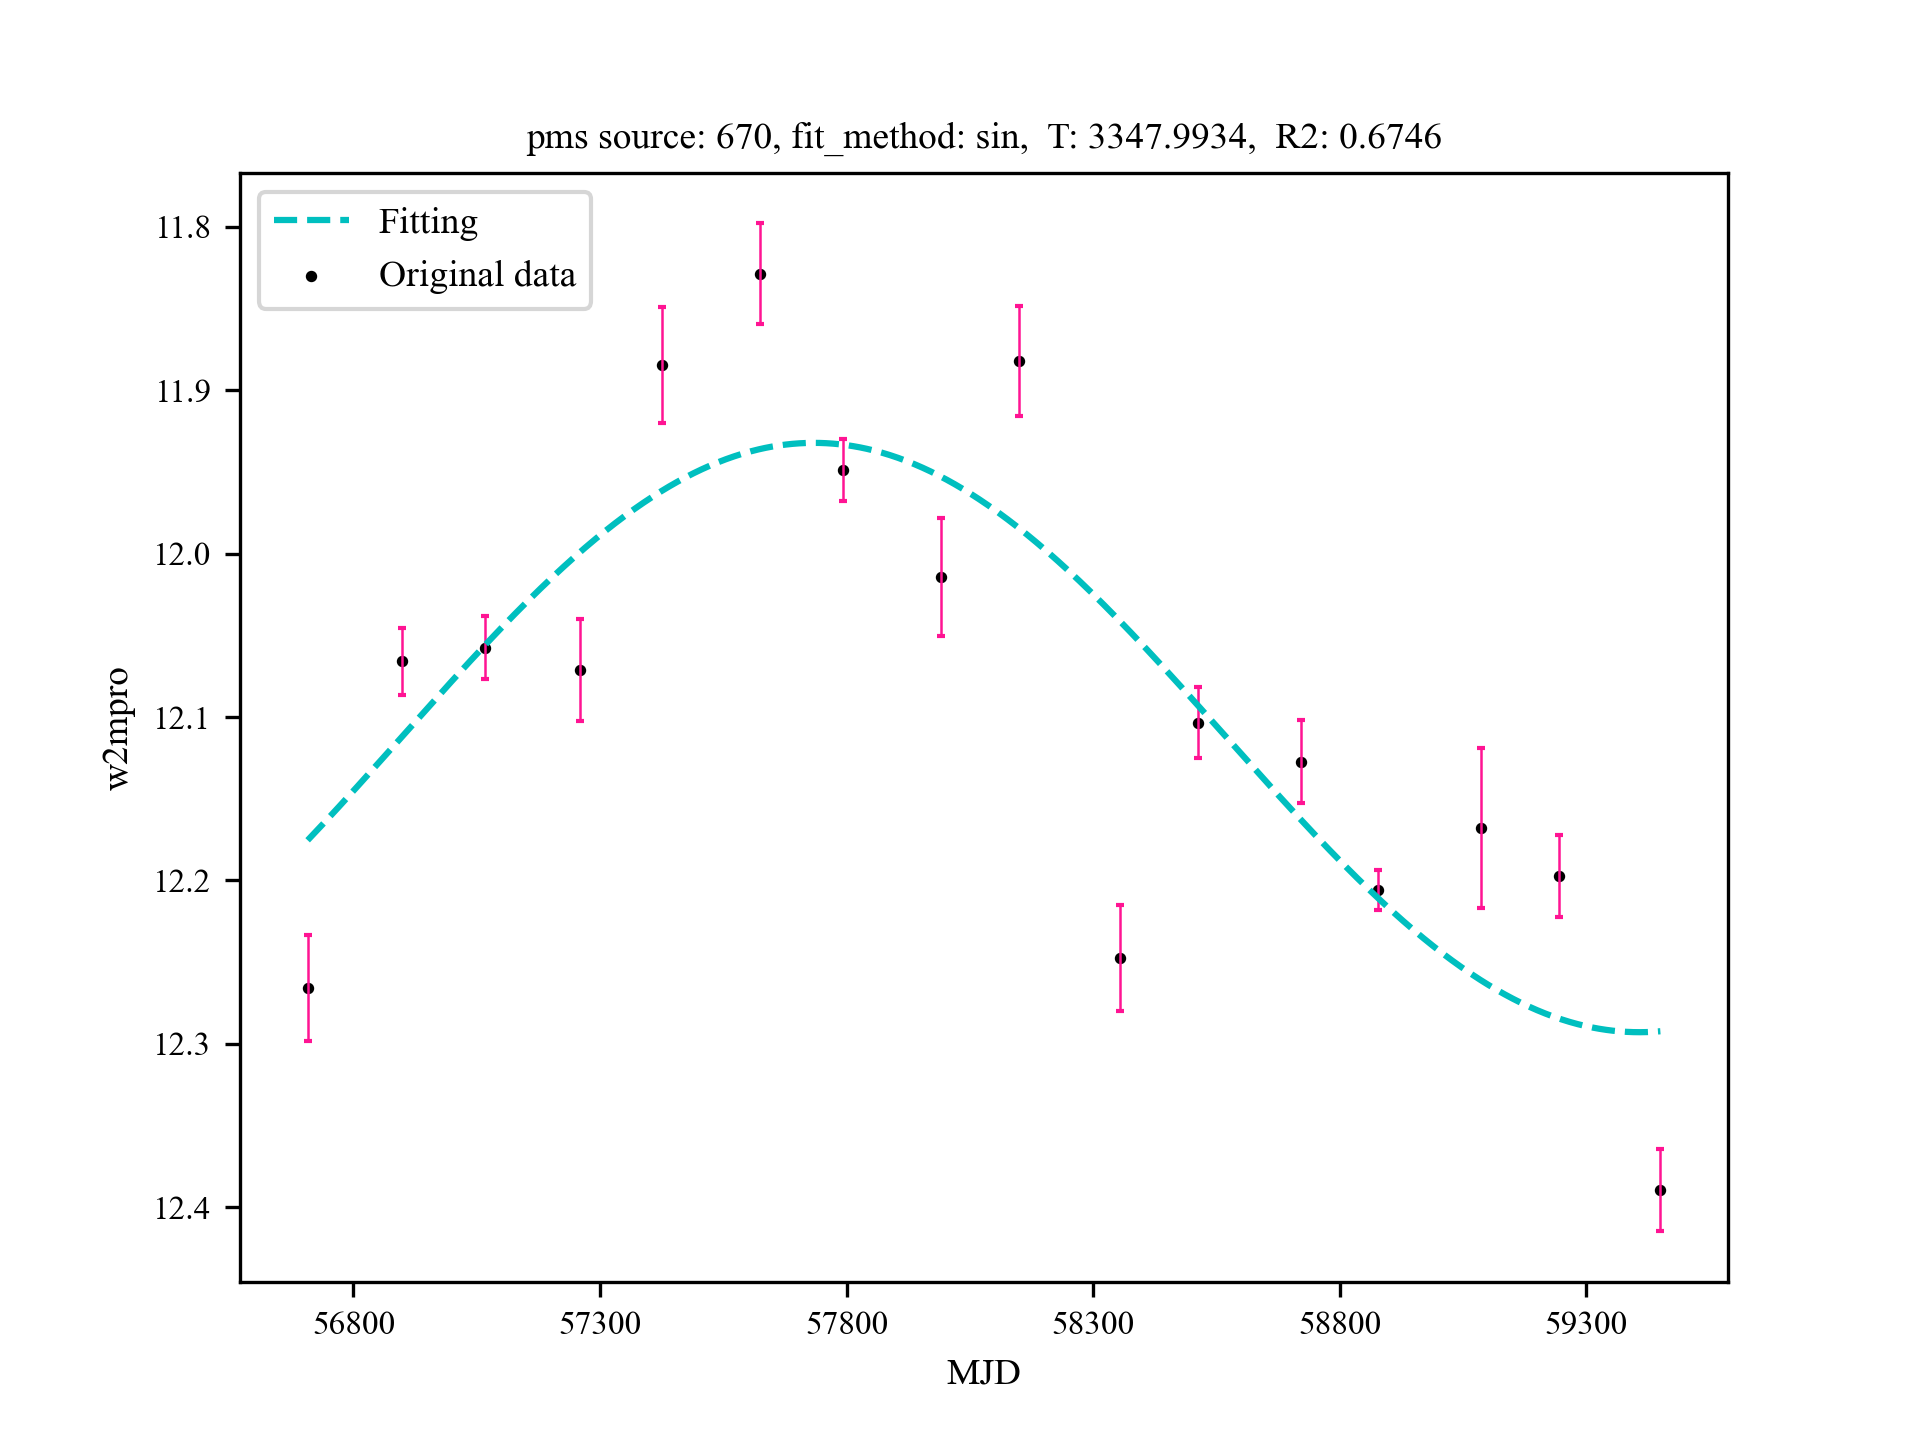 pms source: 670, fit_method: sin,  T: 3347.9934,  R2: 0.6746
Fitting
Original data
11.8
11.9
12.0
12.1
12.2
12.3
12.4
w2mpro
56800 57300 57800 58300 58800 59300
MJD